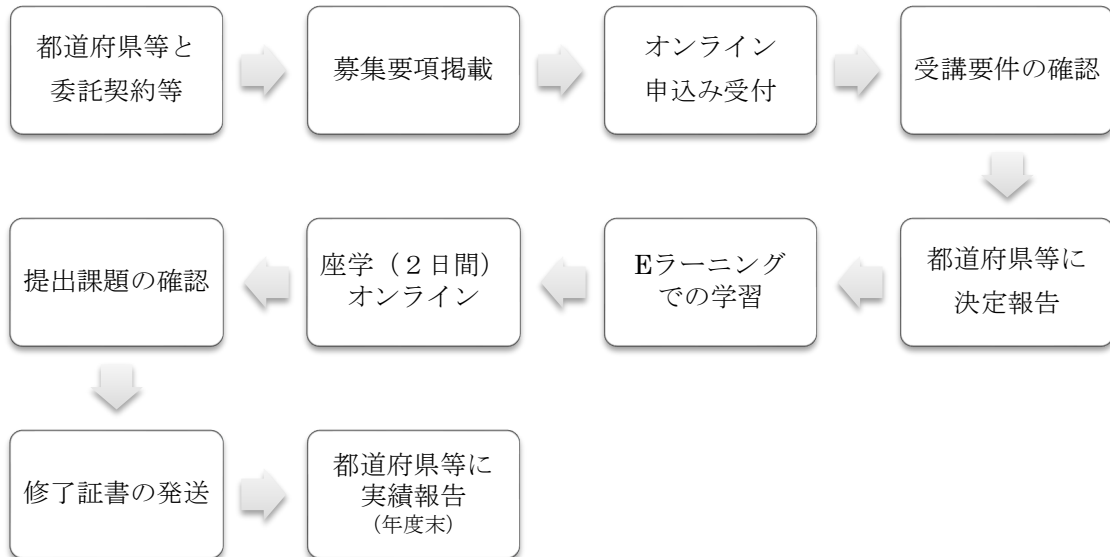 都道府県等と
委託契約等
募集要項掲載
オンライン
申込み受付
受講要件の確認
都道府県等に
決定報告
Eラーニング
での学習
座学（２日間）
オンライン
提出課題の確認
修了証書の発送
都道府県等に
実績報告
（年度末）